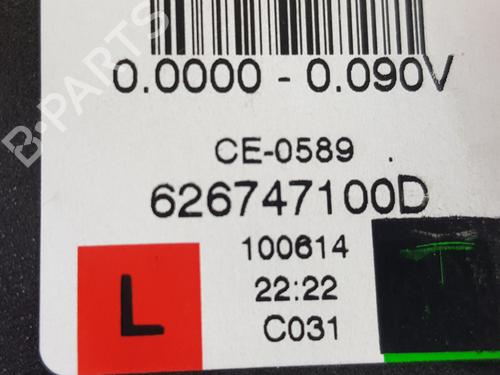 0.0000 - 0.090V
CE-0589
626747100D
100614
22:22
C031
L
B-PARTS